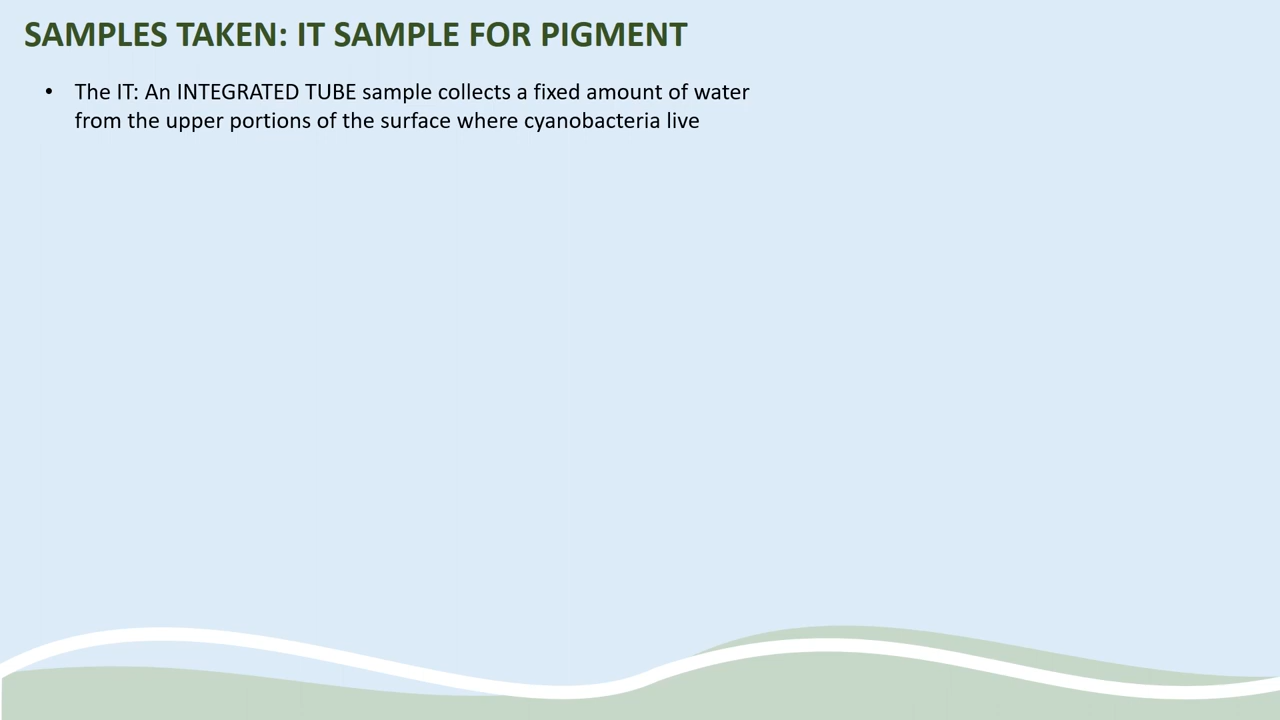 SAMPLES TAKEN: IT SAMPLE FOR PIGMENT
• The IT: An INTEGRATED TUBE sample collects a fixed amount of water
from the upper portions of the surface where cyanobacteria live